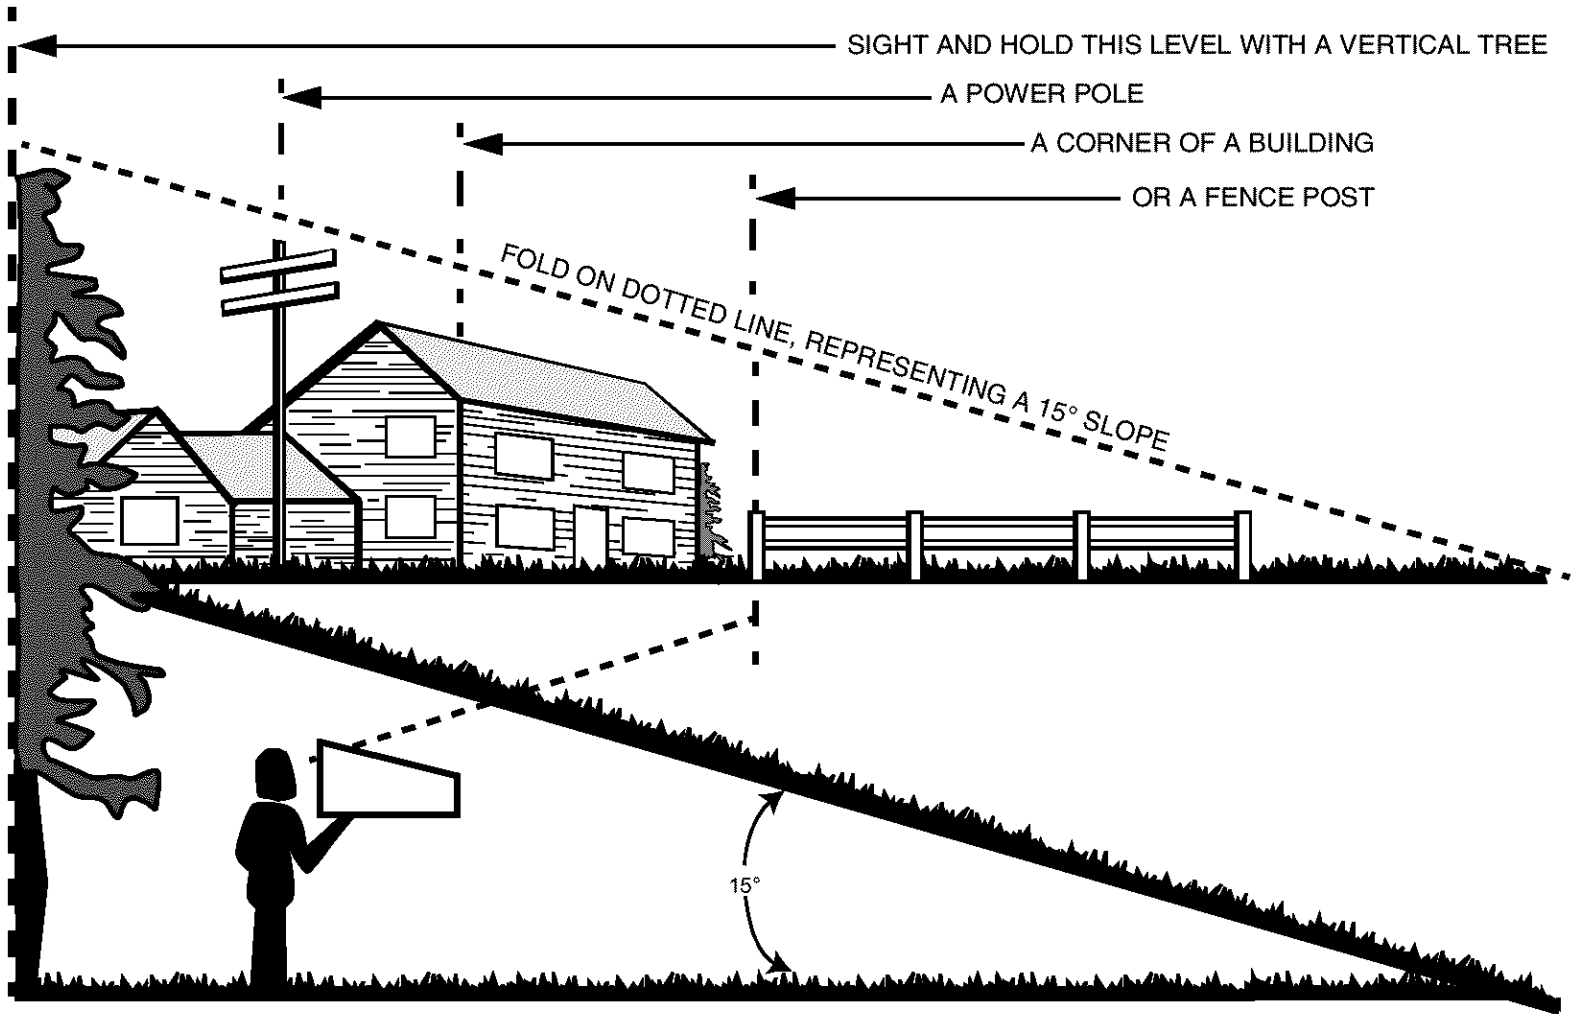 SIGHT AND HOLD THIS LEVEL WITH A VERTICAL TREE
A POWER POLE
A CORNER OF A BUILDING
OR A FENCE POST
FOLD ON DOTTED LINE, REPRESENTING A 15° SLOPE
15°